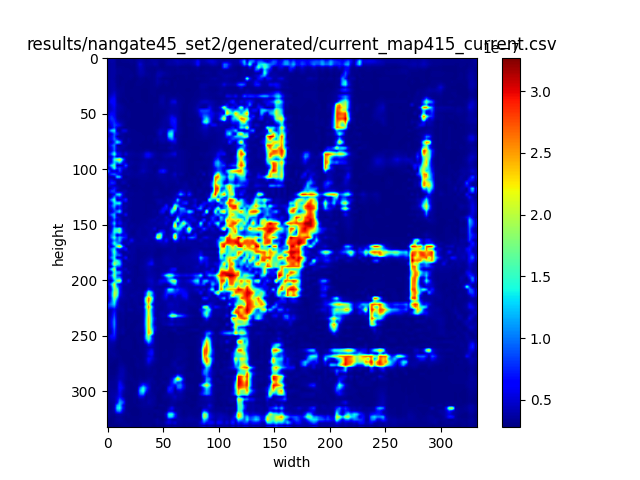 results/nangate45_set2/generated/current_map415_current.csv
1e−7
0
50
100
150
200
250
300
height
0 50 100 150 200 250 300
width
3.0
2.5
2.0
1.5
1.0
0.5